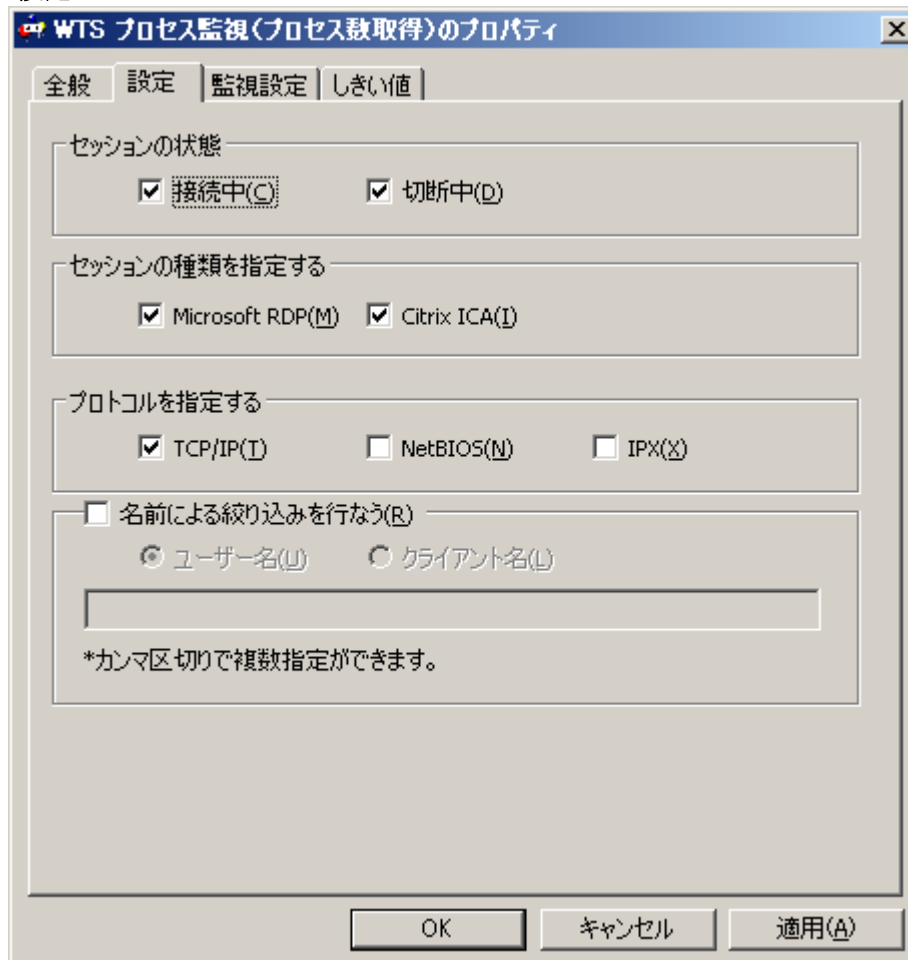 WTS プロセス監視(プロセス数取得)のプロパティ
全般 設定 監視設定 しきい値
セッションの状態
接続中(C) 切断中(D)
セッションの種類を指定する
Microsoft RDP(M) Citrix ICA(I)
プロトコルを指定する
TCP/IP(T) NetBIOS(N) IPX(X)
名前による絞り込みを行なう(R)
ユーザー名(U) クライアント名(L)
*カンマ区切りで複数指定ができます。
OK キャンセル 適用(A)